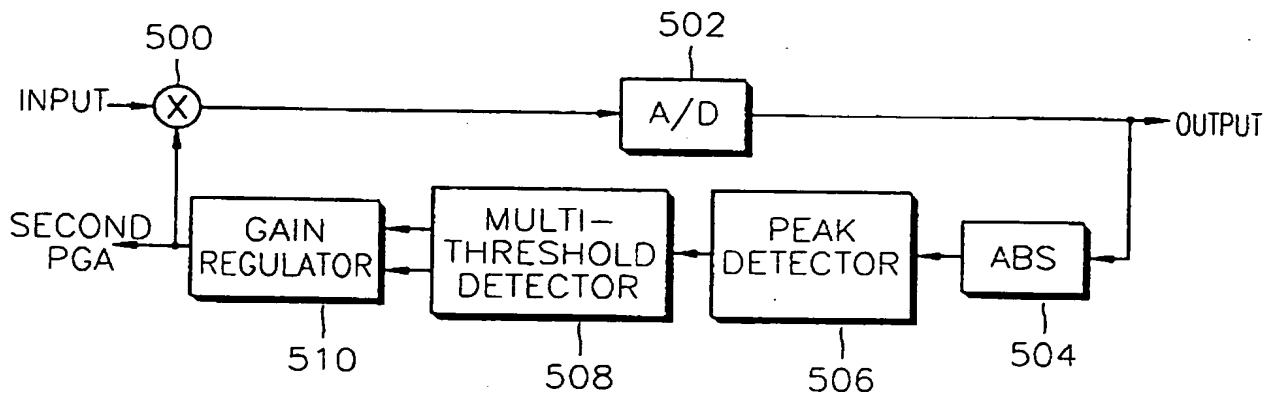 500
502
INPUT
X
A/D
OUTPUT
SECOND
PGA
GAIN
REGULATOR
MULTI-
THRESHOLD
DETECTOR
PEAK
DETECTOR
ABS
510
508
506
504